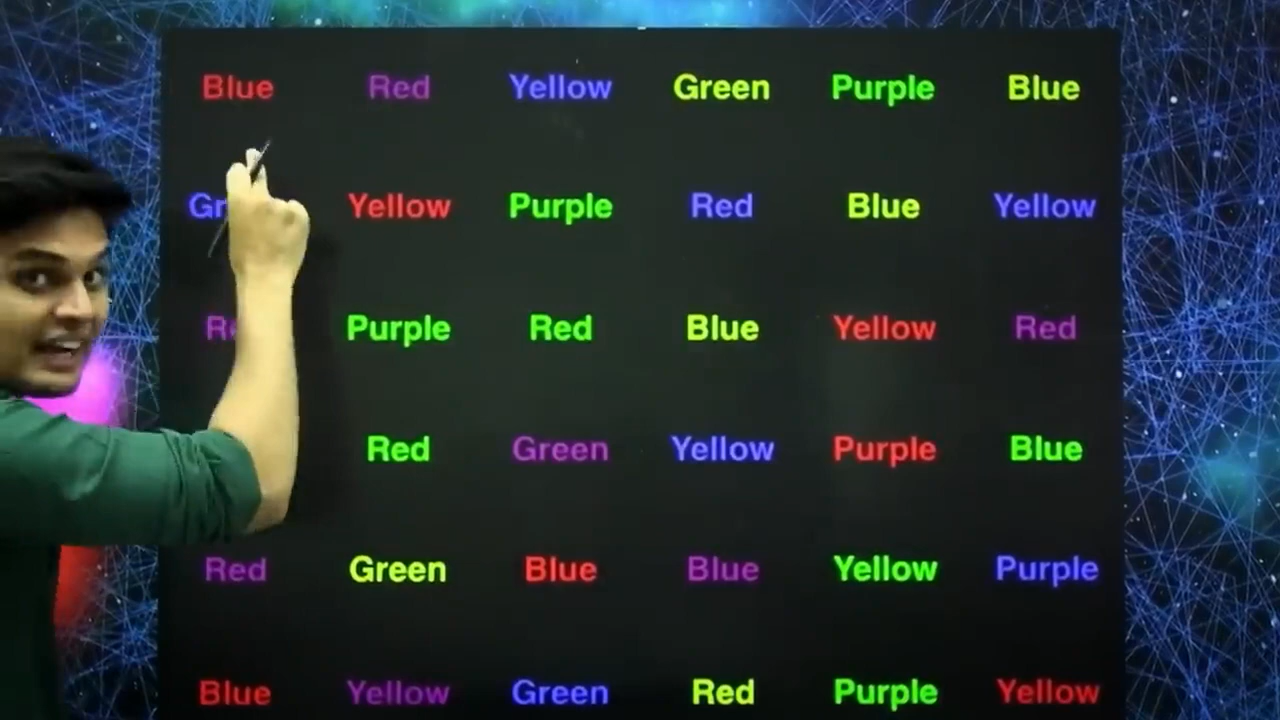 Blue Red Yellow Green Purple Blue
Yellow Purple Red Blue Yellow
Purple Red Blue Yellow Red
Red Green Yellow Purple Blue
Red Green Blue Blue Yellow Purple
Blue Yellow Green Red Purple Yellow